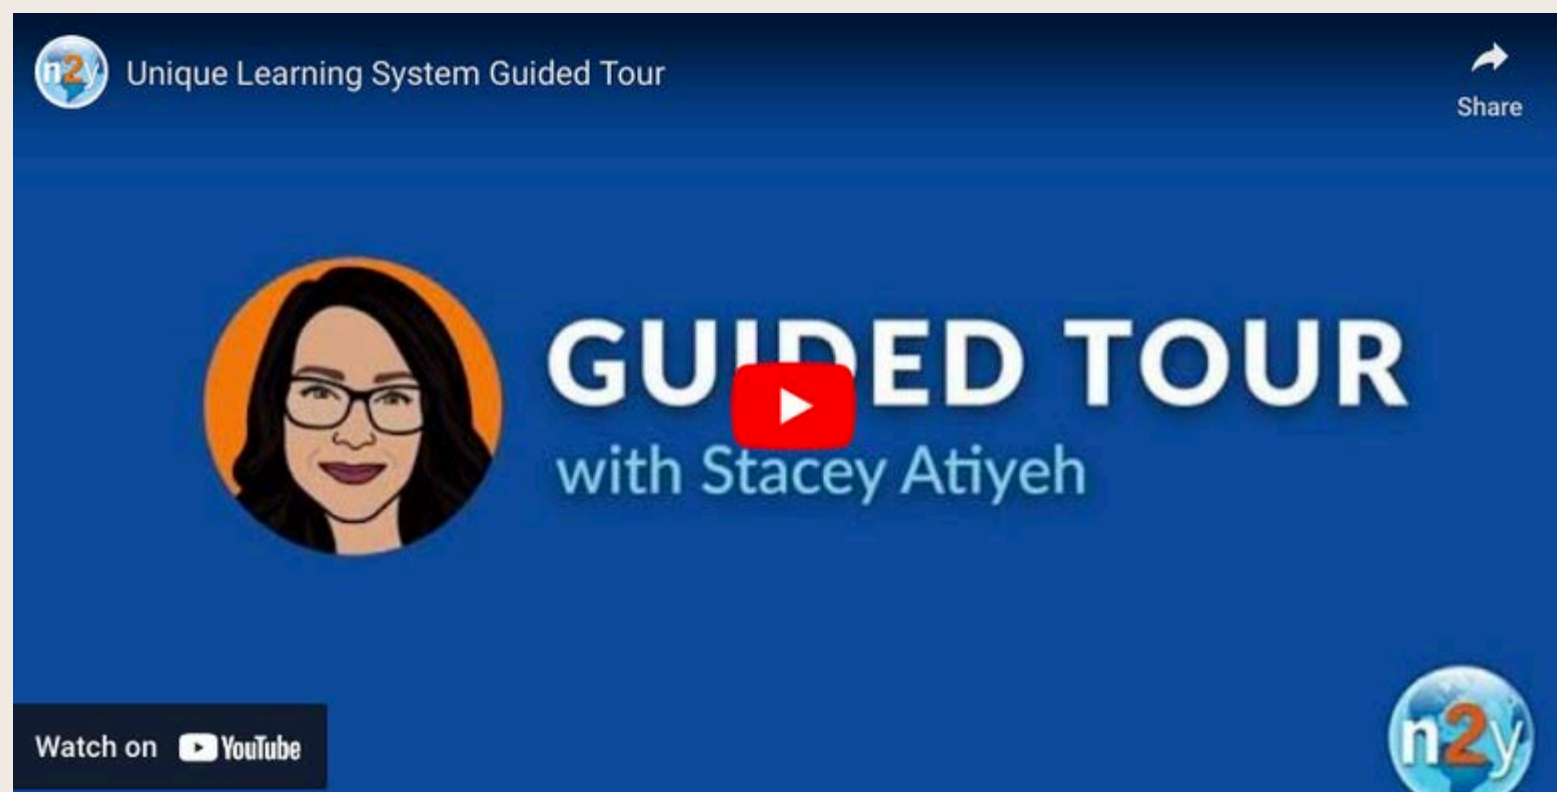 n2y Unique Learning System Guided Tour
Share
GUIDED TOUR
with Stacey Atiyeh
Watch on YouTube
n2y